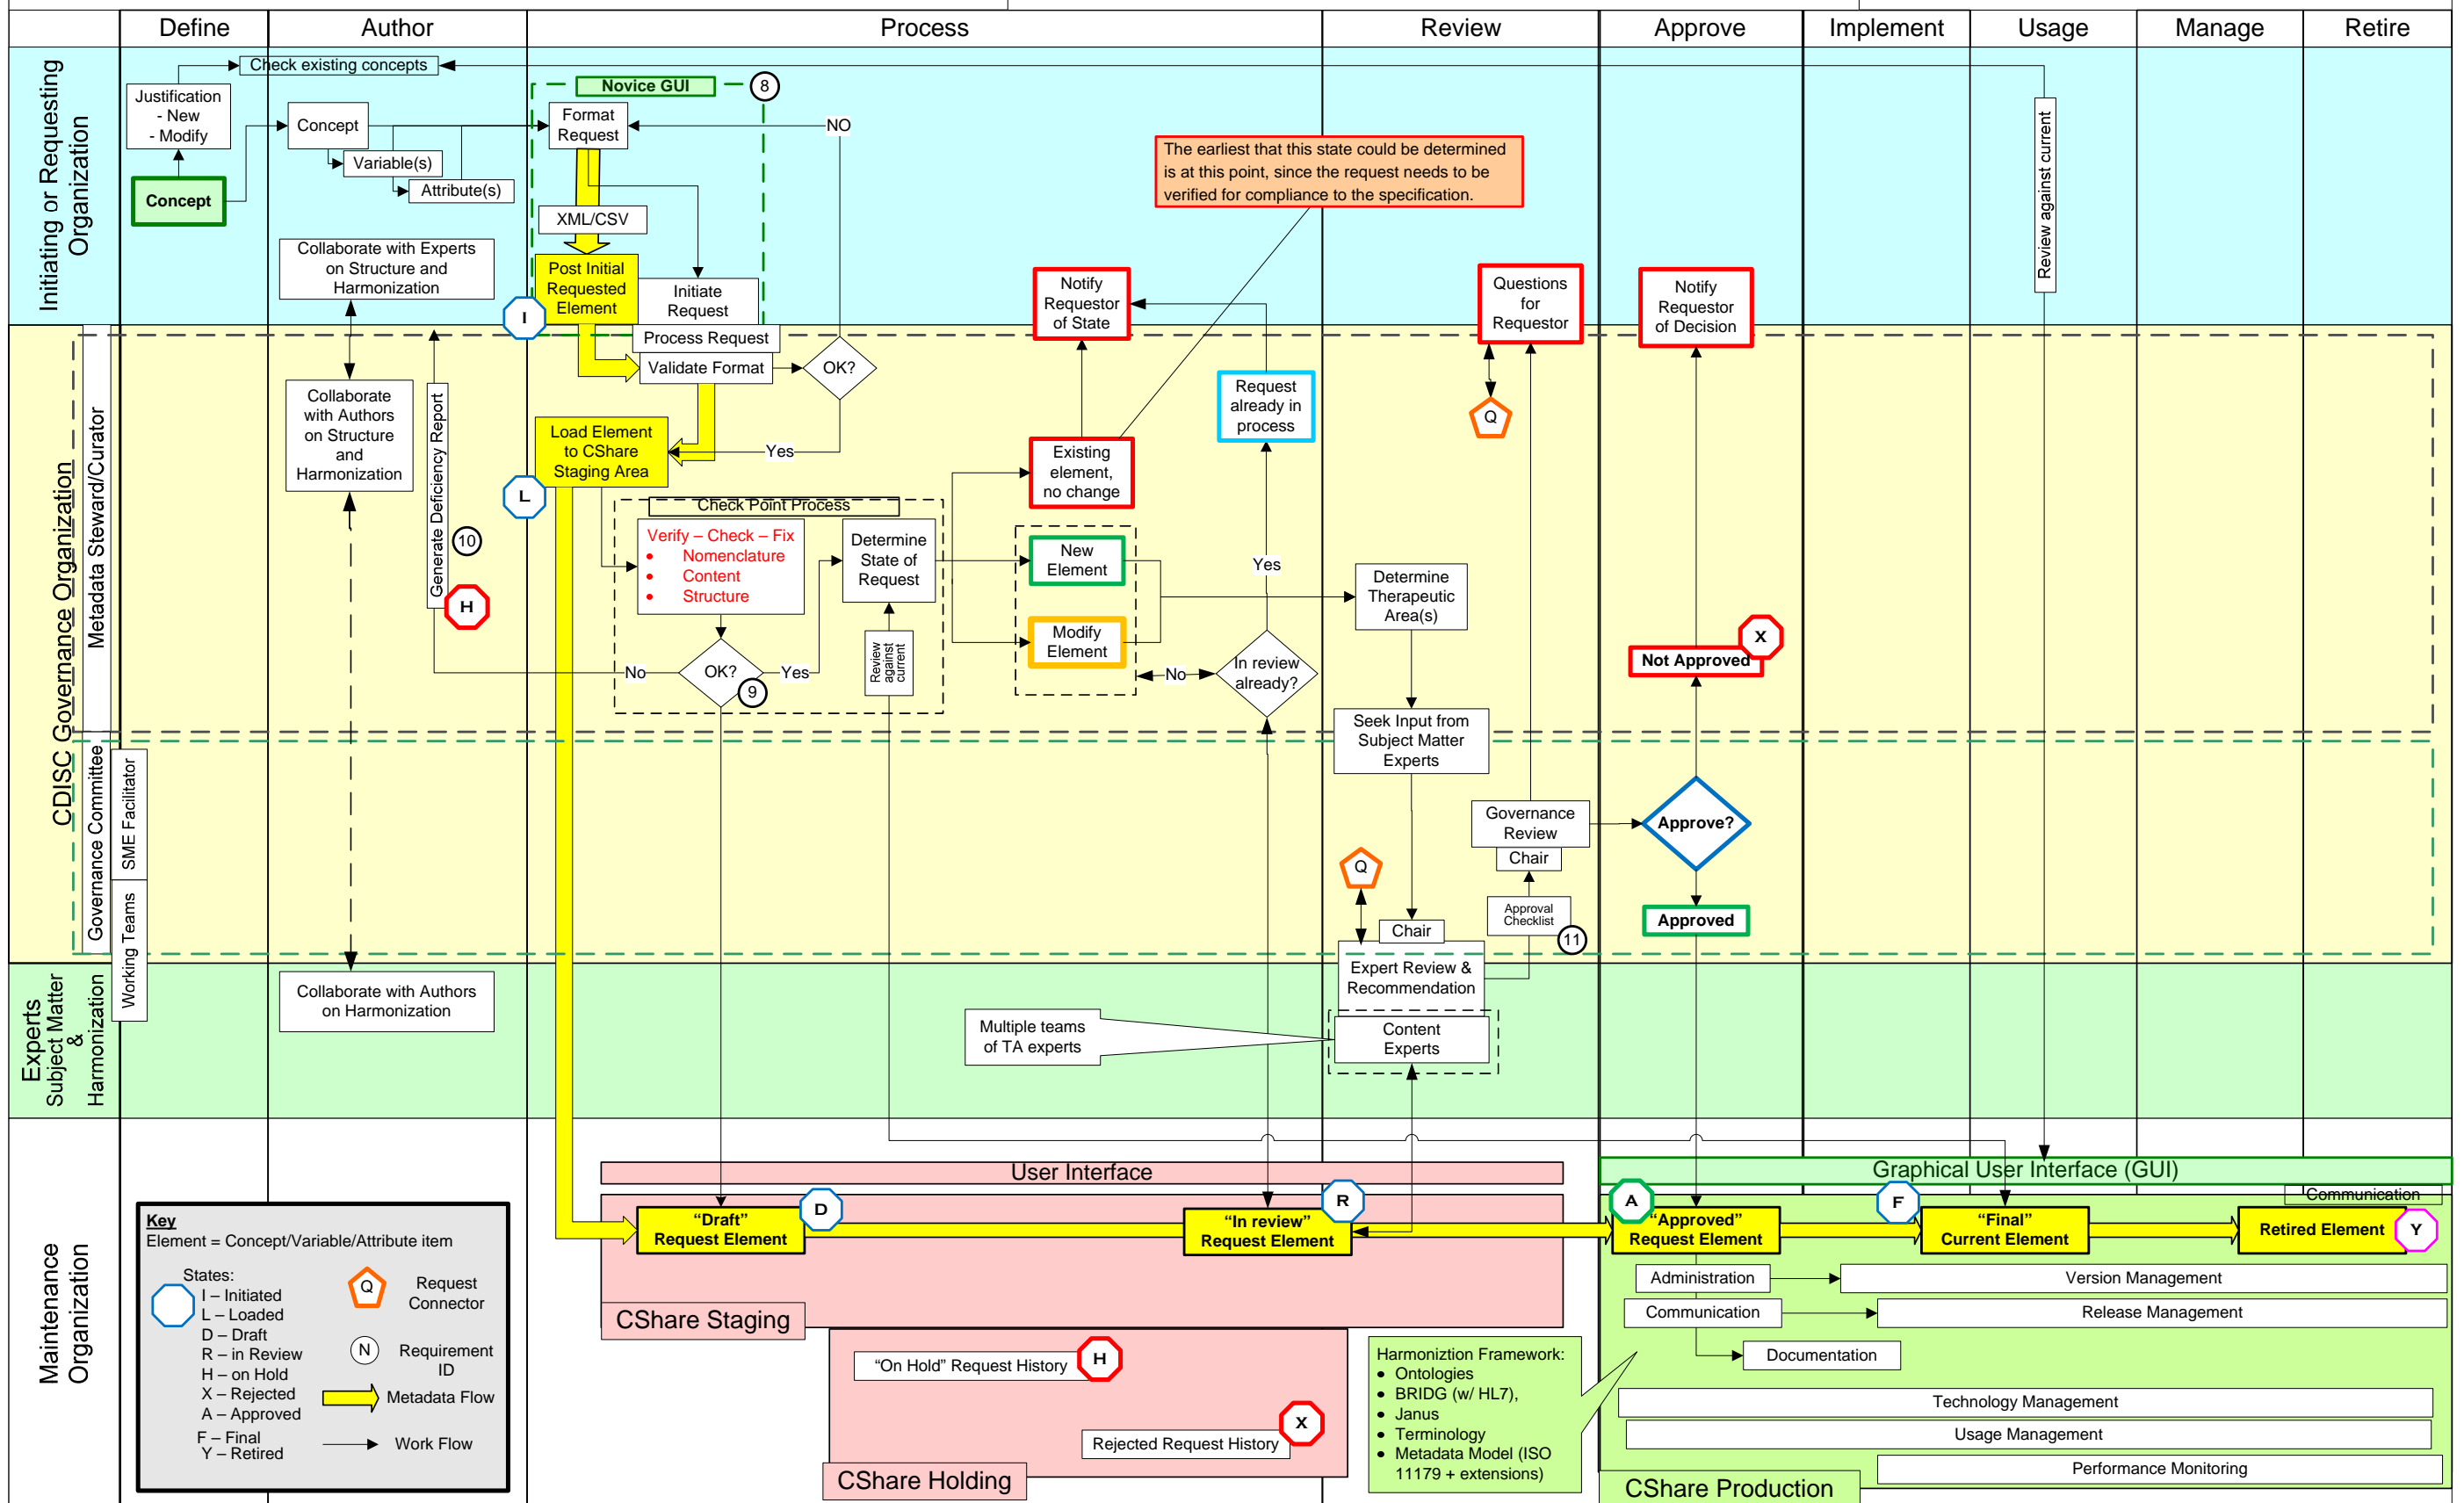 Define
Author
Process
Review
Approve
Implement
Usage
Manage
Retire
Initiating or Requesting
Organization
Check existing concepts
Justification
- New
- Modify
Concept
Concept
Variable(s)
Attribute(s)
Collaborate with Experts
on Structure and
Harmonization
Novice GUI
8
Format
Request
NO
XML/CSV
Post Initial
Requested
Element
Initiate
Request
I
The earliest that this state could be determined
is at this point, since the request needs to be
verified for compliance to the specification.
Notify
Requestor
of State
Questions
for
Requestor
Notify
Requestor
of Decision
Review against current
CDISC Governance Organization
Metadata Steward/Curator
Governance Committee
SME Facilitator
Working Teams
Collaborate
with Authors
on Structure
and
Harmonization
Generate Deficiency Report
10
H
Process Request
Validate Format
OK?
Yes
Load Element
to CShare
Staging Area
L
Check Point Process
Verify – Check – Fix
• Nomenclature
• Content
• Structure
Determine
State of
Request
OK?
9
No
Yes
Review
against
current
Existing
element,
no change
New
Element
Modify
Element
Request
already in
process
Yes
In review
already?
No
Q
Determine
Therapeutic
Area(s)
Seek Input from
Subject Matter
Experts
Governance
Review
Chair
Approval
Checklist
11
Q
Chair
Expert Review &
Recommendation
Content
Experts
X
Not Approved
Approve?
Approved
Experts
Subject Matter
&
Harmonization
Collaborate with Authors
on Harmonization
Multiple teams
of TA experts
Maintenance
Organization
User Interface
Graphical User Interface (GUI)
Communication
"Draft"
Request Element
D
"In review"
Request Element
R
A
"Approved"
Request Element
F
"Final"
Current Element
Retired Element
Y
CShare Staging
"On Hold" Request History
H
Rejected Request History
X
CShare Holding
Harmoniztion Framework:
• Ontologies
• BRIDG (w/ HL7),
• Janus
• Terminology
• Metadata Model (ISO
11179 + extensions)
Administration
Version Management
Communication
Release Management
Documentation
Technology Management
Usage Management
Performance Monitoring
CShare Production
Key
Element = Concept/Variable/Attribute item
States:
I – Initiated
L – Loaded
D – Draft
R – in Review
H – on Hold
X – Rejected
A – Approved
F – Final
Y – Retired
Q
Request
Connector
N
Requirement
ID
Metadata Flow
Work Flow